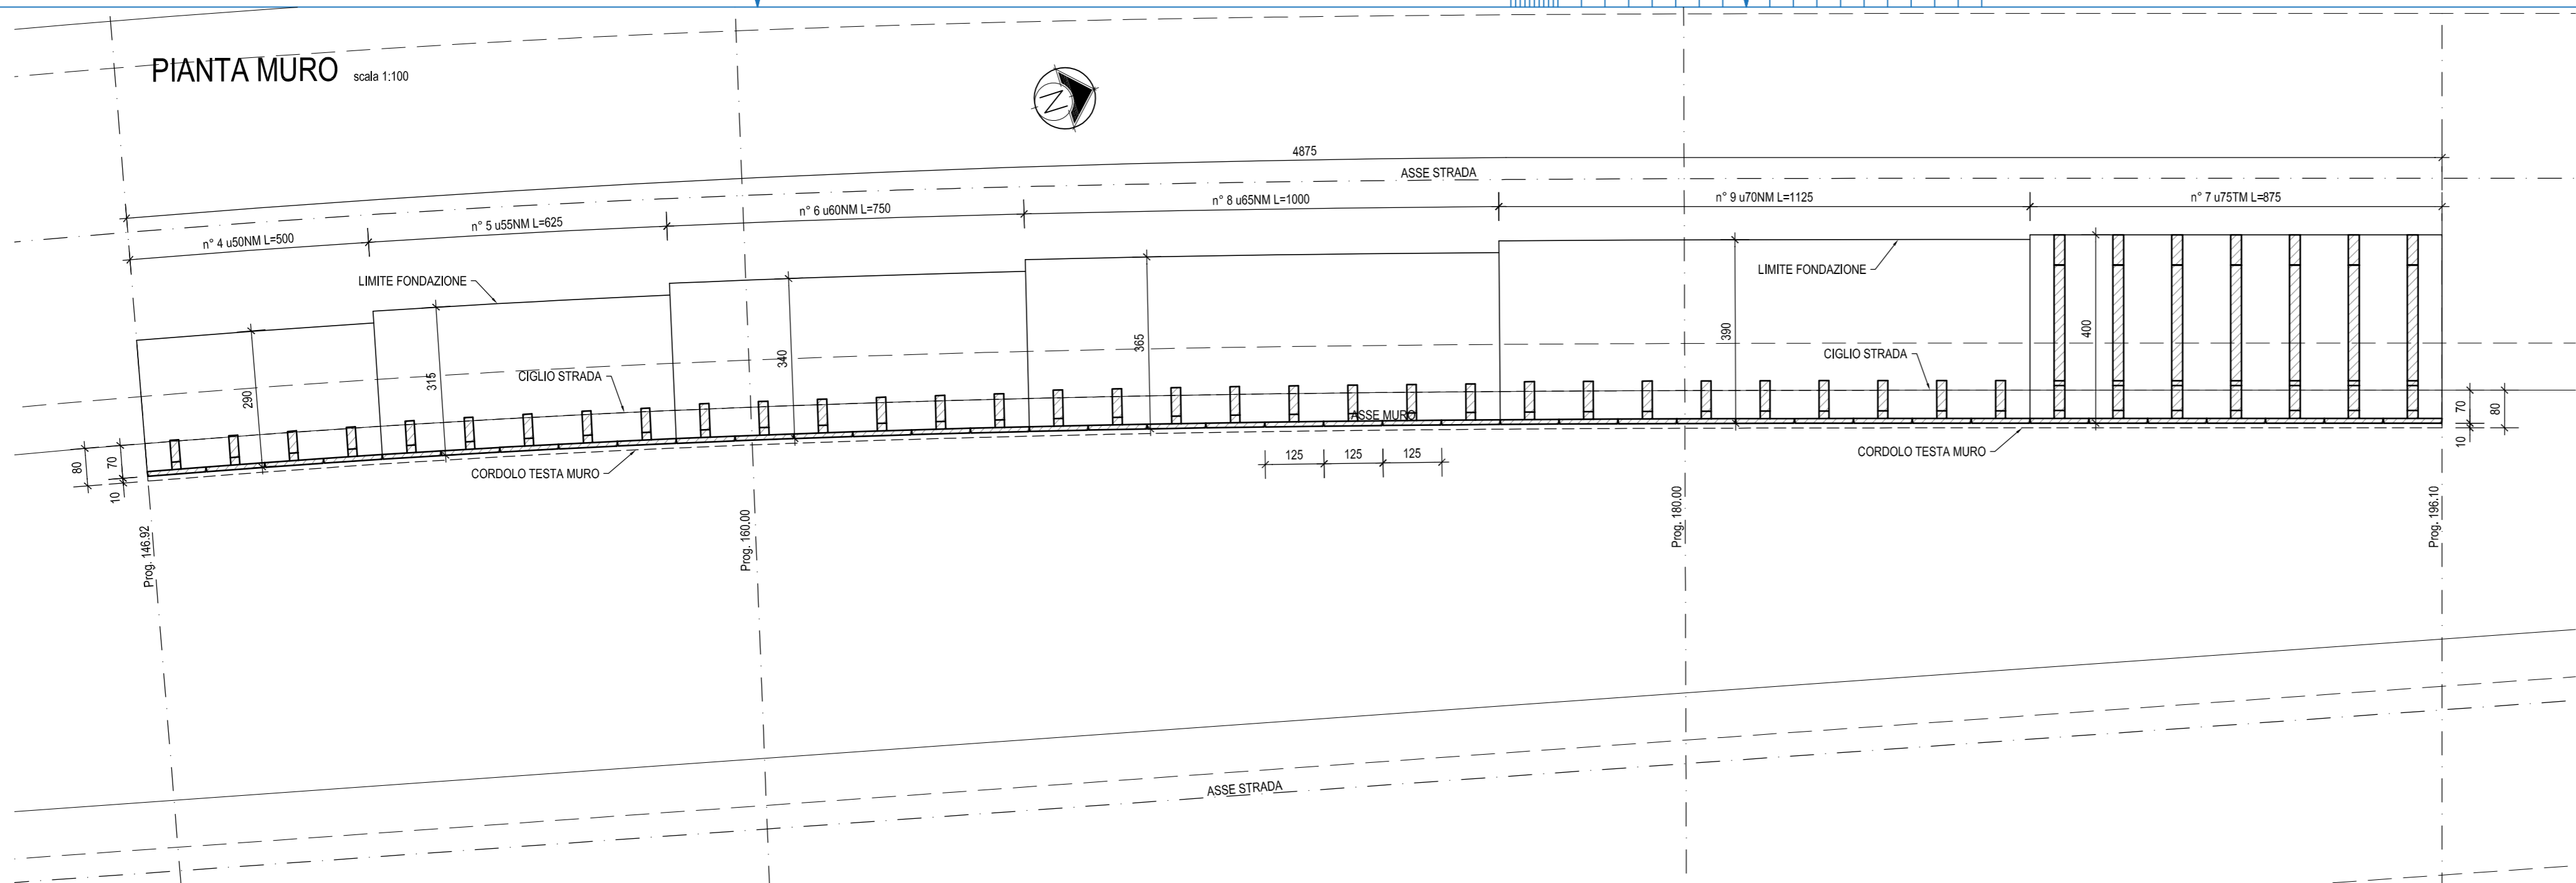 PIANTA MURO scala 1:100
N
4875
ASSE STRADA
n° 4 u50NM L=500
n° 5 u55NM L=625
n° 6 u60NM L=750
n° 8 u65NM L=1000
n° 9 u70NM L=1125
n° 7 u75TM L=875
LIMITE FONDAZIONE
LIMITE FONDAZIONE
290
315
340
365
390
400
CIGLIO STRADA
CIGLIO STRADA
ASSE MURO
80
70
10
70
80
10
CORDOLO TESTA MURO
125
125
125
CORDOLO TESTA MURO
Prog. 146.92
Prog. 160.00
Prog. 180.00
Prog. 196.10
ASSE STRADA